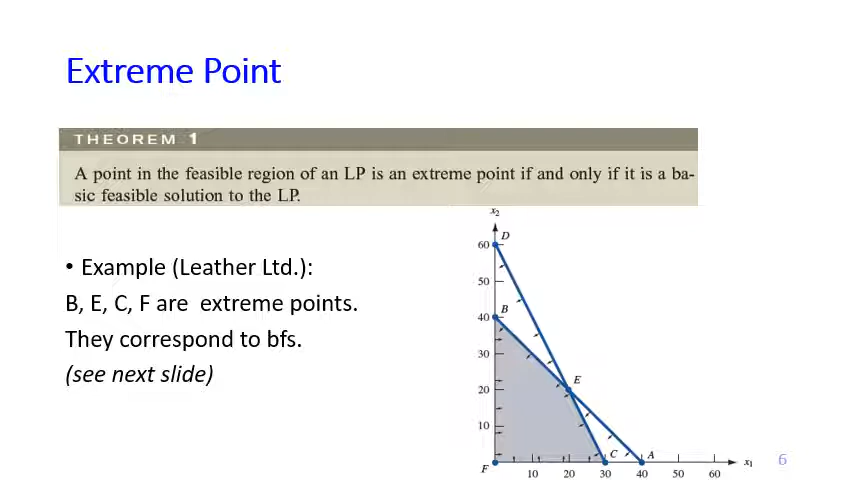 Extreme Point
THEOREM 1
A point in the feasible region of an LP is an extreme point if and only if it is a ba-
sic feasible solution to the LP.
• Example (Leather Ltd.):
B, E, C, F are extreme points.
They correspond to bfs.
(see next slide)
x2
60
D
50
40
B
30
20
E
10
F
C
A
x1
10 20 30 40 50 60
6